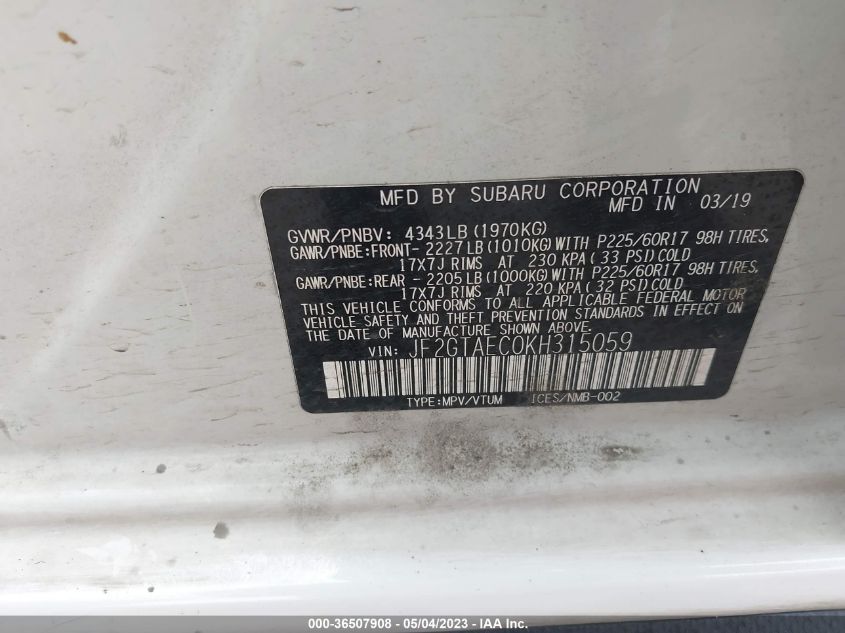 MFD BY SUBARU CORPORATION
MFD IN 03/19
GVWR/PNBV: 4343LB(1970KG)
GAWR/PNBE:FRONT-2227LB(1010KG)WITH P225/60R17 98H TIRES,
17X7J RIMS AT 230 KPA(33 PSI)COLD
GAWR/PNBE:REAR -2205LB(1000KG)WITH P225/60R17 98H TIRES,
17X7J RIMS AT 220 KPA(32 PSI)COLD
THIS VEHICLE CONFORMS TO ALL APPLICABLE FEDERAL MOTOR
VEHICLE SAFETY AND THEFT PREVENTION STANDARDS IN EFFECT ON
THE DATE OF MANUFACTURE SHOWN ABOVE.
VIN: JF2GTAEC0KH315059
TYPE:MPV/VTUM ICES/NMB-002
000-36507908 - 05/04/2023 - IAA Inc.